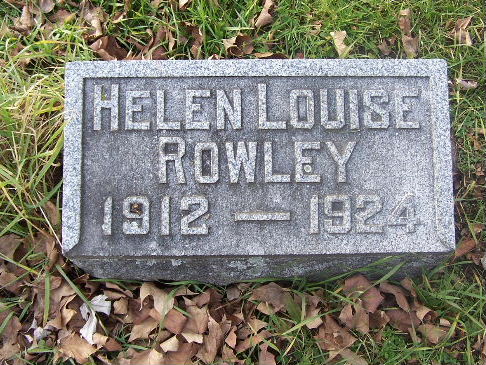 HELEN LOUISE
ROWLEY
1912 — 1924